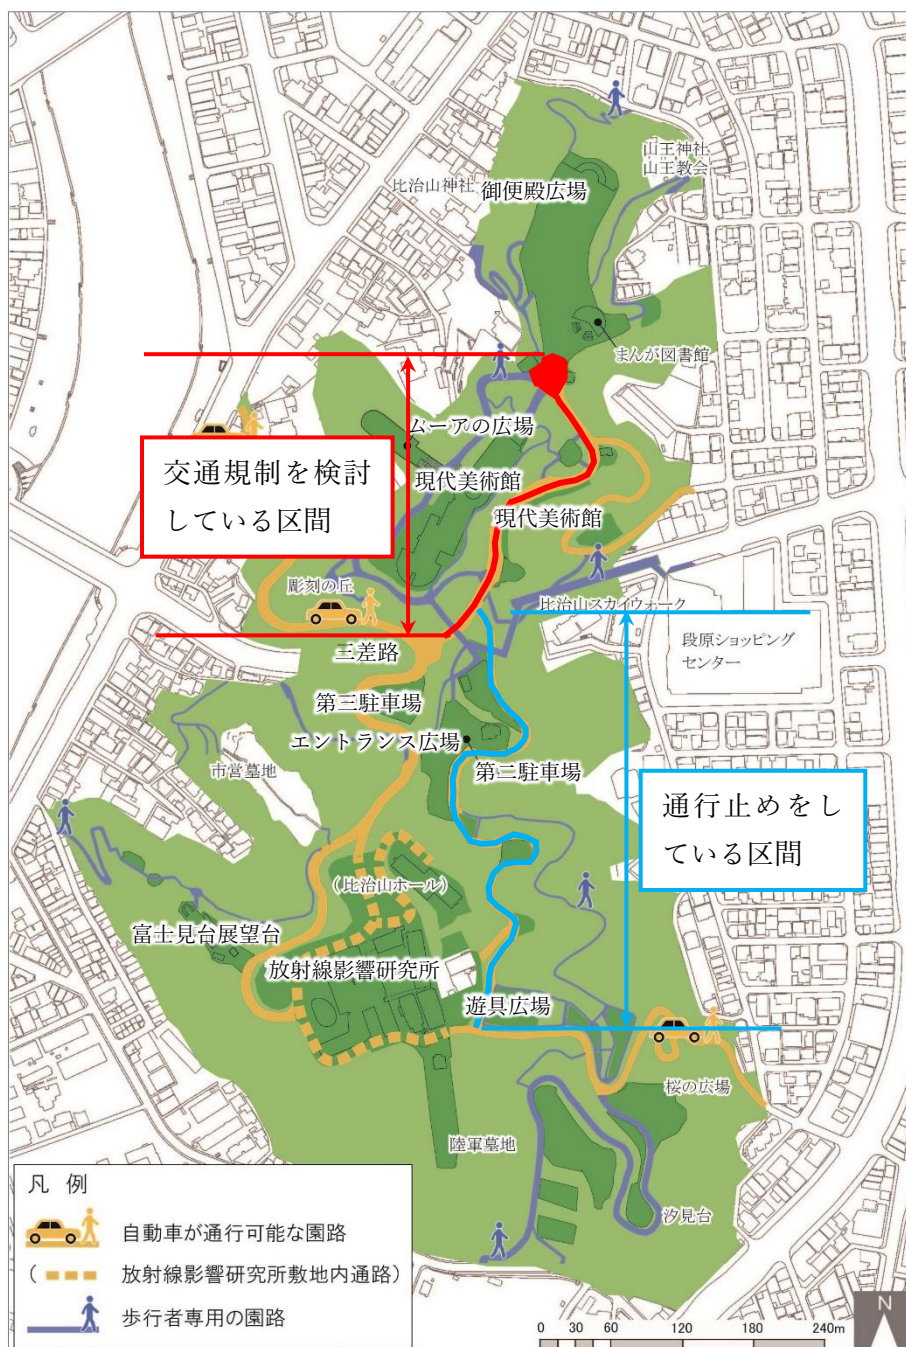 山王神社
山王教会
比治山神社
御便殿広場
まんが図書館
ムーアの広場
交通規制を検討
している区間
現代美術館
現代美術館
彫刻の丘
比治山スカイウォーク
三差路
段原ショッピング
センター
第三駐車場
エントランス広場
第二駐車場
市営墓地
通行止めをし
ている区間
(比治山ホール)
富士見台展望台
放射線影響研究所
遊具広場
桜の広場
陸軍墓地
汐見台
凡 例
自動車が通行可能な園路
( 放射線影響研究所敷地内通路)
歩行者専用の園路
0 30 60 120 180 240m
N